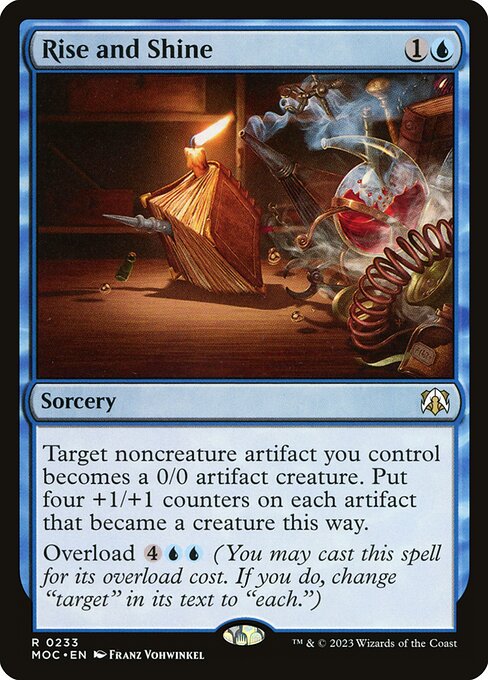 Rise and Shine 1
Sorcery
Target noncreature artifact you control
becomes a 0/0 artifact creature. Put
four +1/+1 counters on each artifact
that became a creature this way.
Overload 4 (You may cast this spell
for its overload cost. If you do, change
“target” in its text to “each.”)
R 0233
MOC • EN Franz Vohwinkel
™ & © 2023 Wizards of the Coast